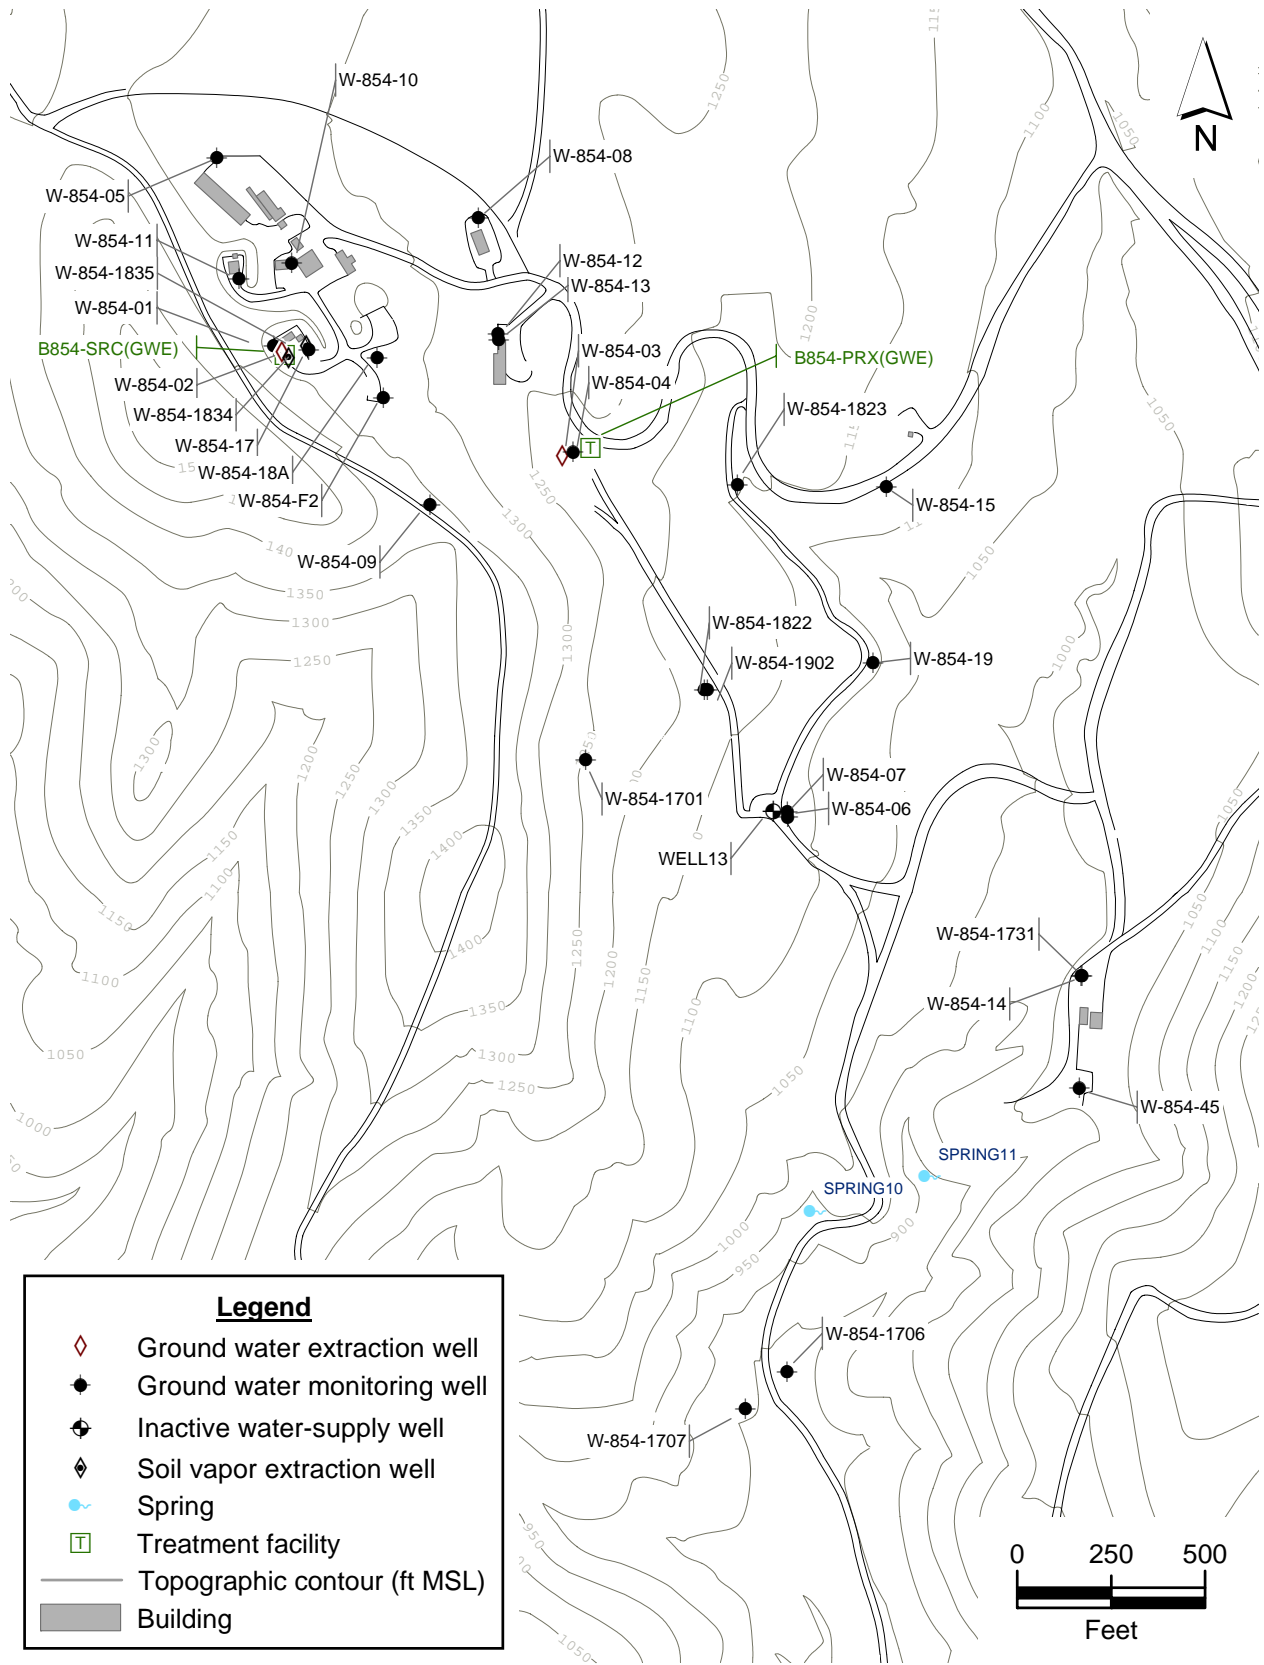 1250
1150
1100
1050
N
W-854-10
W-854-08
W-854-05
W-854-11
W-854-1835
W-854-01
B854-SRC(GWE)
W-854-02
W-854-1834
W-854-17
W-854-18A
W-854-F2
W-854-09
W-854-12
W-854-13
W-854-03
W-854-04
T
B854-PRX(GWE)
1200
W-854-1823
1050
W-854-15
1250
1300
1050
1350
1300
1250
1300
W-854-1822
W-854-1902
W-854-19
1000
1300
1200
1250
1300
1350
1400
1150
1100
1150
1100
1400
1350
1300
1250
1050
1000
W-854-1701
W-854-07
W-854-06
WELL13
1250
1200
1150
1100
1050
1050
1050
1100
1150
1200
W-854-1731
W-854-14
W-854-45
SPRING11
SPRING10
1000
950
900
W-854-1706
W-854-1707
950
1050
Legend
Ground water extraction well
Ground water monitoring well
Inactive water-supply well
Soil vapor extraction well
Spring
T Treatment facility
Topographic contour (ft MSL)
Building
0 250 500
Feet